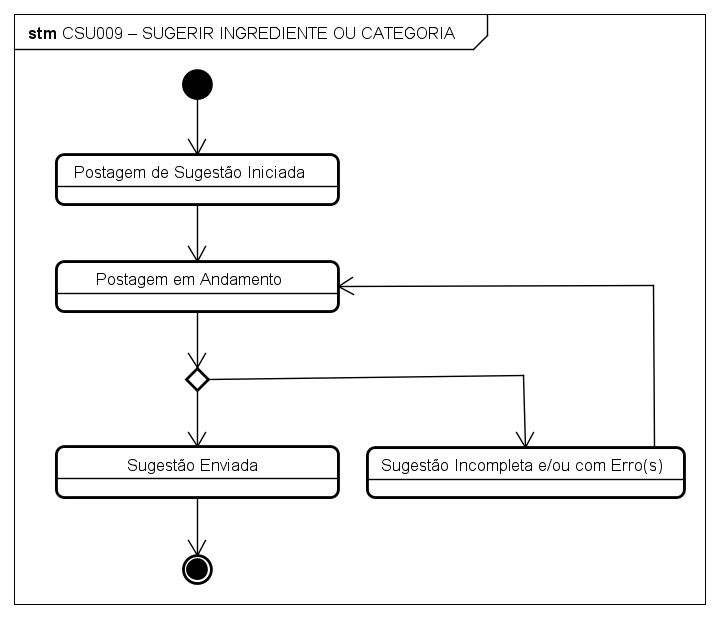 stm CSU009 – SUGERIR INGREDIENTE OU CATEGORIA
Postagem de Sugestão Iniciada
Postagem em Andamento
Sugestão Enviada
Sugestão Incompleta e/ou com Erro(s)